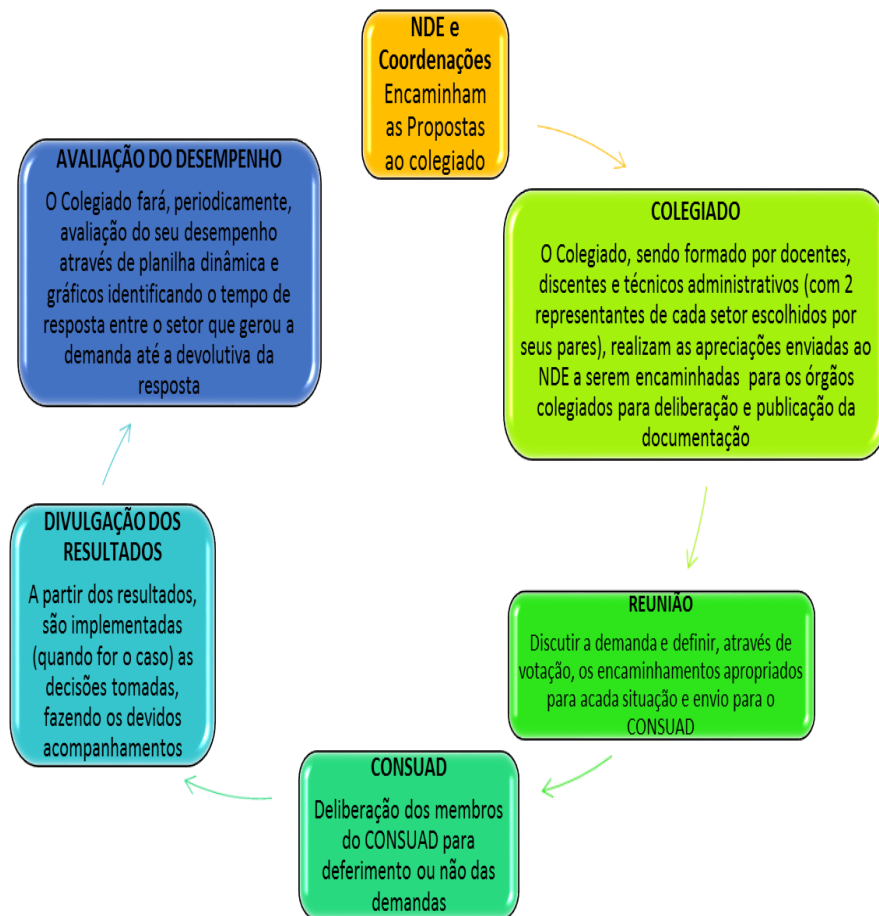 NDE e
Coordenações
Encaminham
as Propostas
ao colegiado
COLEGIADO
O Colegiado, sendo formado por docentes,
discentes e técnicos administrativos (com 2
representantes de cada setor escolhidos por
seus pares), realizam as apreciações enviadas ao
NDE a serem encaminhadas para os órgãos
colegiados para deliberação e publicação da
documentação
REUNIÃO
Discutir a demanda e definir, através de
votação, os encaminhamentos apropriados
para acada situação e envio para o
CONSUAD
CONSUAD
Deliberação dos membros
do CONSUAD para
deferimento ou não das
demandas
DIVULGAÇÃO DOS
RESULTADOS
A partir dos resultados,
são implementadas
(quando for o caso) as
decisões tomadas,
fazendo os devidos
acompanhamentos
AVALIAÇÃO DO DESEMPENHO
O Colegiado fará, periodicamente,
avaliação do seu desempenho
através de planilha dinâmica e
gráficos identificando o tempo de
resposta entre o setor que gerou a
demanda até a devolutiva da
resposta